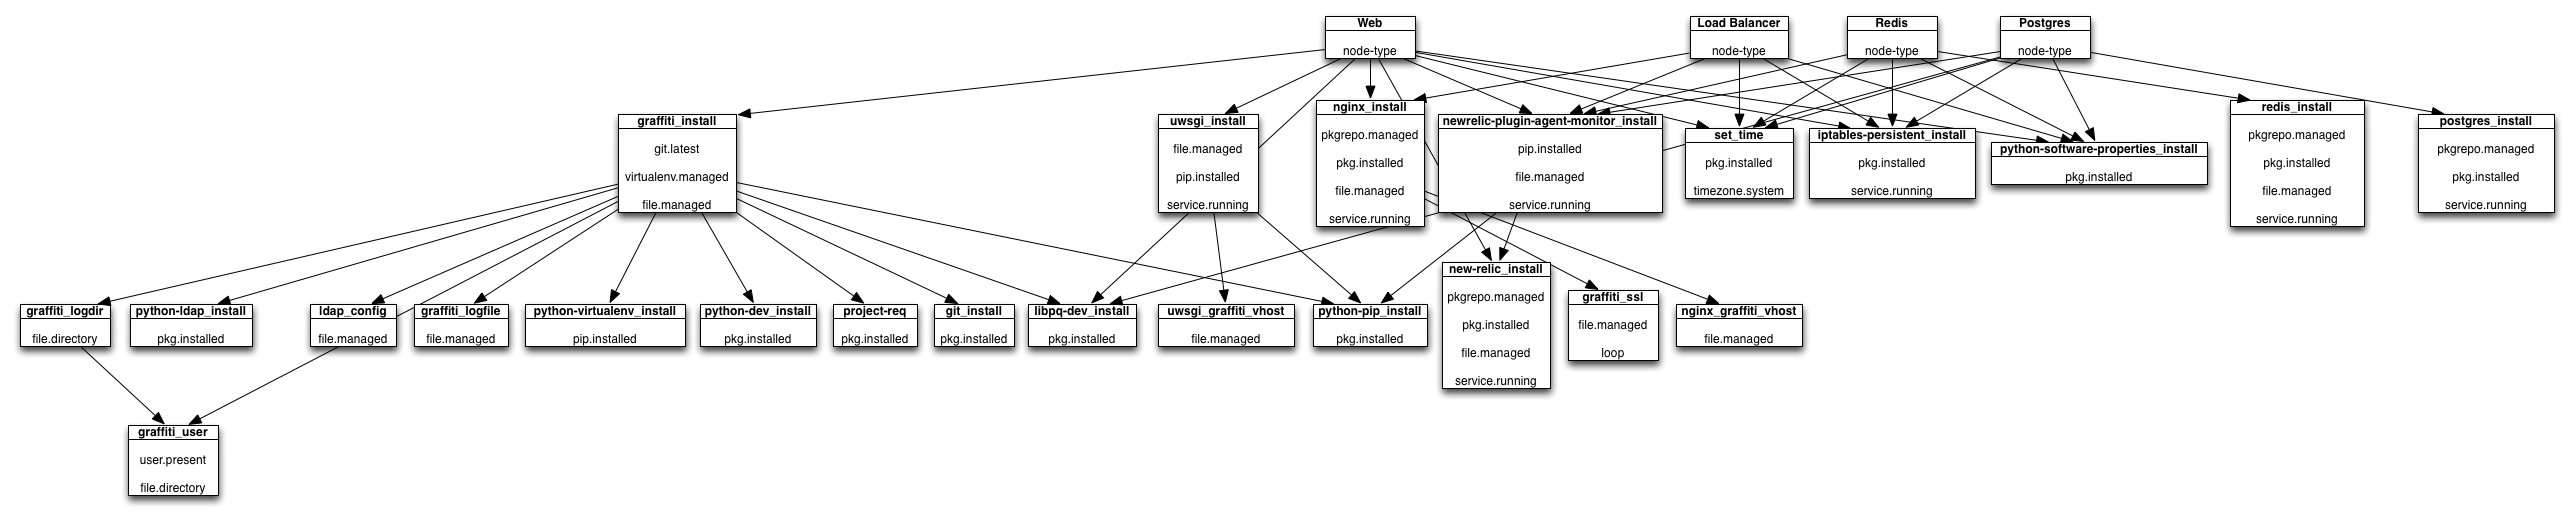 Web
node-type
Load Balancer
node-type
Redis
node-type
Postgres
node-type
graffiti_install
git.latest
virtualenv.managed
file.managed
uwsgi_install
file.managed
pip.installed
service.running
nginx_install
pkgrepo.managed
pkg.installed
file.managed
service.running
newrelic-plugin-agent-monitor_install
pip.installed
file.managed
service.running
set_time
pkg.installed
timezone.system
iptables-persistent_install
pkg.installed
service.running
python-software-properties_install
pkg.installed
redis_install
pkgrepo.managed
pkg.installed
file.managed
service.running
postgres_install
pkgrepo.managed
pkg.installed
service.running
graffiti_logdir
file.directory
python-ldap_install
pkg.installed
ldap_config
file.managed
graffiti_logfile
file.managed
python-virtualenv_install
pip.installed
python-dev_install
pkg.installed
project-req
pkg.installed
git_install
pkg.installed
libpq-dev_install
pkg.installed
uwsgi_graffiti_vhost
file.managed
python-pip_install
pkg.installed
new-relic_install
pkgrepo.managed
pkg.installed
file.managed
service.running
graffiti_ssl
file.managed
loop
nginx_graffiti_vhost
file.managed
graffiti_user
user.present
file.directory